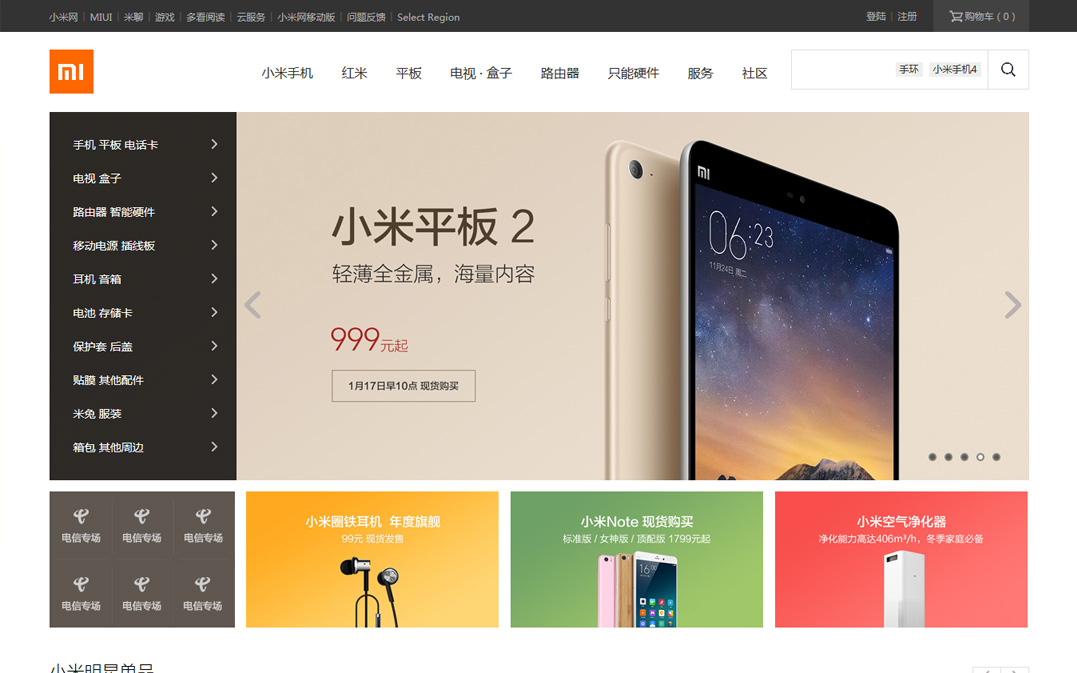 小米网 | MIUI | 米聊 | 游戏 | 多看阅读 | 云服务 | 小米网移动版 | 问题反馈 | Select Region
登陆 | 注册 购物车 ( 0 )
小米手机 红米 平板 电视 · 盒子 路由器 只能硬件 服务 社区
手环 小米手机4
手机 平板 电话卡
电视 盒子
路由器 智能硬件
移动电源 插线板
耳机 音箱
电池 存储卡
保护套 后盖
贴膜 其他配件
米兔 服装
箱包 其他周边
小米平板 2
轻薄全金属，海量内容
999元起
1月17日早10点 现货购买
06:23
11月24日 周二
电信专场 电信专场 电信专场
电信专场 电信专场 电信专场
小米圈铁耳机 年度旗舰
99元 现货发售
小米Note 现货购买
标准版 / 女神版 / 顶配版 1799元起
16:00
小米空气净化器
净化能力高达406m³/h，冬季家庭必备
小米明星单品